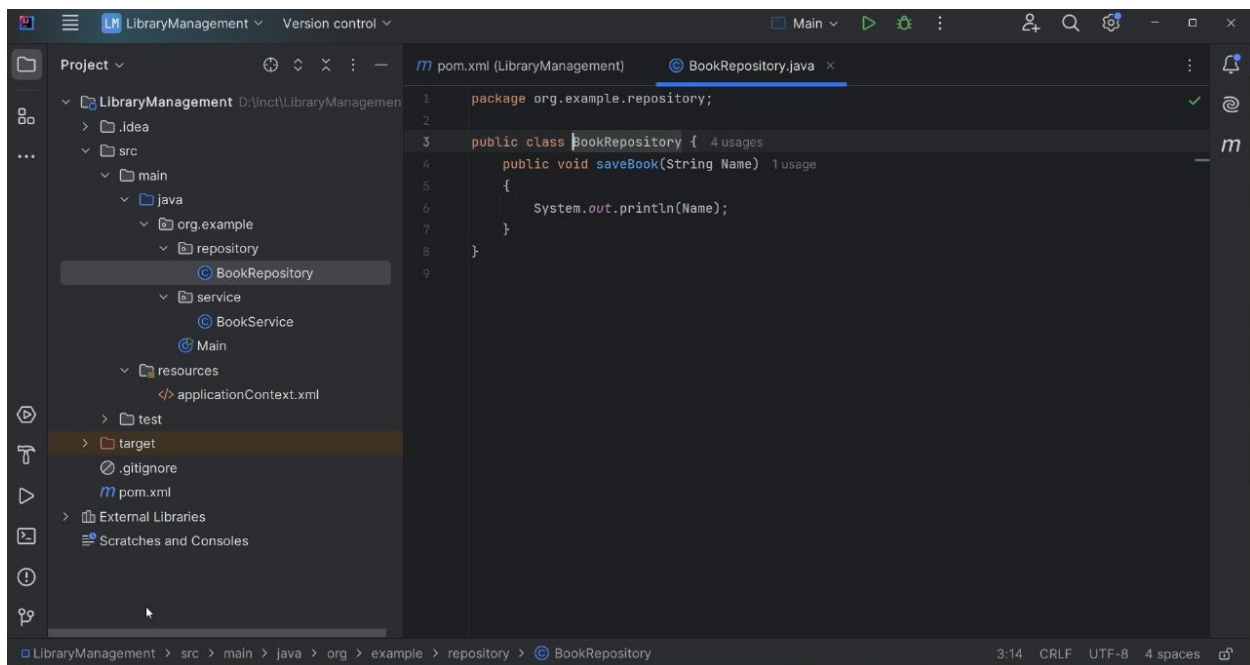 LM LibraryManagement Version control Main
Project
LibraryManagement D:\Inct\LibraryManagemen
.idea
src
main
java
org.example
repository
BookRepository
service
BookService
Main
resources
applicationContext.xml
test
target
.gitignore
m pom.xml
External Libraries
Scratches and Consoles
m pom.xml (LibraryManagement) © BookRepository.java ×
1 package org.example.repository;
2
3 public class BookRepository { 4 usages
4 public void saveBook(String Name) 1 usage
5 {
6 System.out.println(Name);
7 }
8 }
9
m
LibraryManagement > src > main > java > org > example > repository > © BookRepository 3:14 CRLF UTF-8 4 spaces